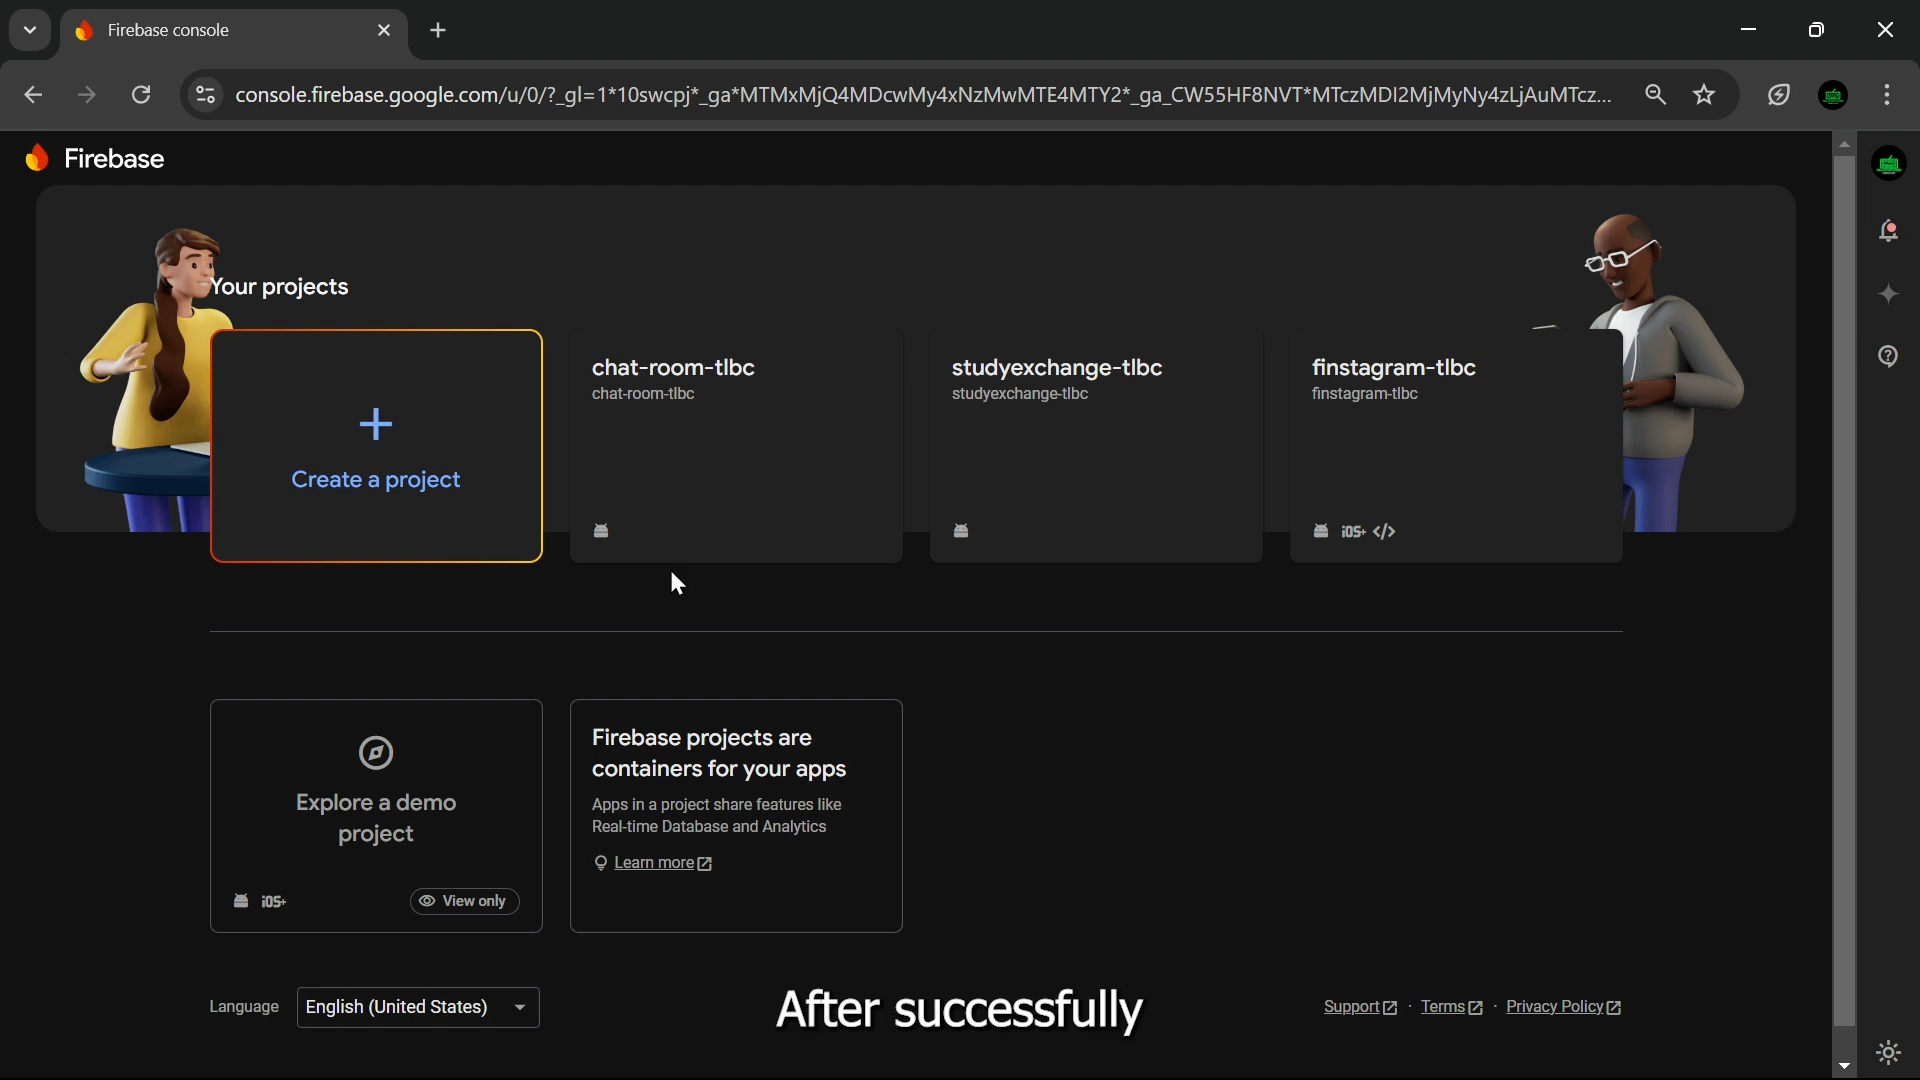 Firebase console
console.firebase.google.com/u/0/?_gl=1*10swcpj*_ga*MTMxMjQ4MDcwMy4xNzMwMTE4MTY2*_ga_CW55HF8NVT*MTczMDI2MjMyNy4zLjAuMTcz...
Firebase
Your projects
Create a project
chat-room-tlbc
chat-room-tlbc
studyexchange-tlbc
studyexchange-tlbc
finstagram-tlbc
finstagram-tlbc
iOS+
Explore a demo
project
iOS+
View only
Firebase projects are
containers for your apps
Apps in a project share features like
Real-time Database and Analytics
Learn more
Language
English (United States)
After successfully
Support · Terms · Privacy Policy